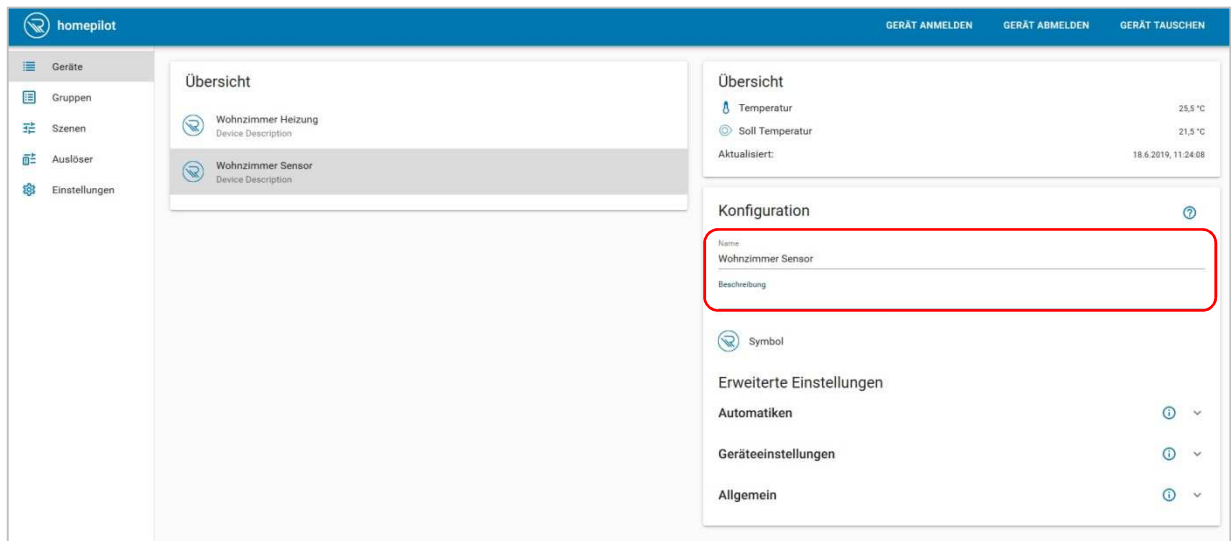 homepilot
GERÄT ANMELDEN GERÄT ABMELDEN GERÄT TAUSCHEN
Geräte
Gruppen
Szenen
Auslöser
Einstellungen
Übersicht
Wohnzimmer Heizung
Device Description
Wohnzimmer Sensor
Device Description
Übersicht
Temperatur 25,5 °C
Soll Temperatur 21,5 °C
Aktualisiert: 18.6.2019, 11:24:08
Konfiguration
Name
Wohnzimmer Sensor
Beschreibung
Symbol
Erweiterte Einstellungen
Automatiken
Geräteeinstellungen
Allgemein